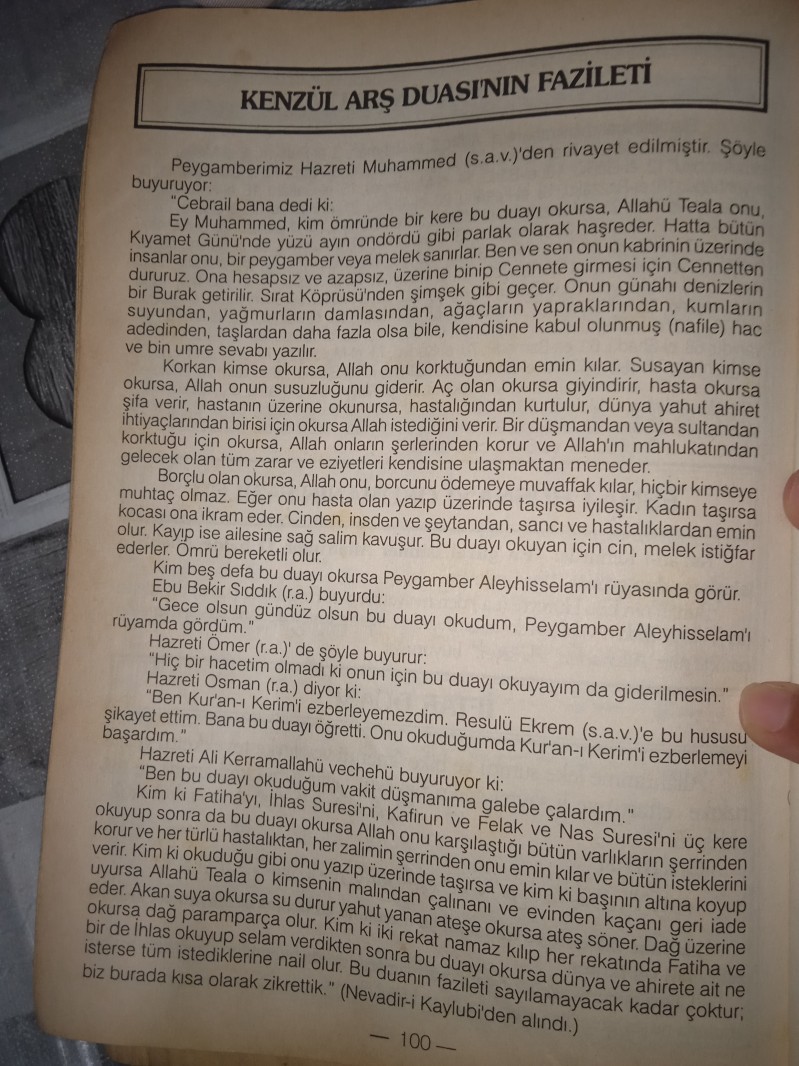 KENZÜL ARŞ DUASI'NIN FAZİLETİ
Peygamberimiz Hazreti Muhammed (s.a.v.)'den rivayet edilmiştir. Şöyle
buyuruyor:
"Cebrail bana dedi ki:
Ey Muhammed, kim ömründe bir kere bu duayı okursa, Allahü Teala onu,
Kıyamet Günü'nde yüzü ayın ondördü gibi parlak olarak haşreder. Hatta bütün
insanlar onu, bir peygamber veya melek sanırlar. Ben ve sen onun kabrinin üzerinde
dururuz. Ona hesapsız ve azapsız, üzerine binip Cennete girmesi için Cennetten
bir Burak getirilir. Sırat Köprüsü'nden şimşek gibi geçer. Onun günahı denizlerin
suyundan, yağmurların damlasından, ağaçların yapraklarından, kumların
adedinden, taşlardan daha fazla olsa bile, kendisine kabul olunmuş (nafile) hac
ve bin umre sevabı yazılır.
Korkan kimse okursa, Allah onu korktuğundan emin kılar. Susayan kimse
okursa, Allah onun susuzluğunu giderir. Aç olan okursa giyindirir, hasta okursa
şifa verir, hastanın üzerine okunursa, hastalığından kurtulur, dünya yahut ahiret
ihtiyaçlarından birisi için okursa Allah istediğini verir. Bir düşmandan veya sultandan
korktuğu için okursa, Allah onların şerlerinden korur ve Allah'ın mahlukatından
gelecek olan tüm zarar ve eziyetleri kendisine ulaşmaktan meneder.
Borçlu olan okursa, Allah onu, borcunu ödemeye muvaffak kılar, hiçbir kimseye
muhtaç olmaz. Eğer onu hasta olan yazıp üzerinde taşırsa iyileşir. Kadın taşırsa
kocası ona ikram eder. Cinden, insden ve şeytandan, sancı ve hastalıklardan emin
olur. Kayıp ise ailesine sağ salim kavuşur. Bu duayı okuyan için cin, melek istiğfar
ederler. Ömrü bereketli olur.
Kim beş defa bu duayı okursa Peygamber Aleyhisselam'ı rüyasında görür.
Ebu Bekir Sıddık (r.a.) buyurdu:
"Gece olsun gündüz olsun bu duayı okudum, Peygamber Aleyhisselam'ı
rüyamda gördüm."
Hazreti Ömer (r.a.)' de şöyle buyurur:
"Hiç bir hacetim olmadı ki onun için bu duayı okuyayım da giderilmesin."
Hazreti Osman (r.a.) diyor ki:
"Ben Kur'an-ı Kerim'i ezberleyemezdim. Resulü Ekrem (s.a.v.)'e bu hususu
şikayet ettim. Bana bu duayı öğretti. Onu okuduğumda Kur'an-ı Kerim'i ezberlemeyi
başardım."
Hazreti Ali Kerramallahü vechehü buyuruyor ki:
"Ben bu duayı okuduğum vakit düşmanıma galebe çalardım."
Kim ki Fatiha'yı, İhlas Suresi'ni, Kafirun ve Felak ve Nas Suresi'ni üç kere
okuyup sonra da bu duayı okursa Allah onu karşılaştığı bütün varlıkların şerrinden
korur ve her türlü hastalıktan, her zalimin şerrinden onu emin kılar ve bütün isteklerini
verir. Kim ki okuduğu gibi onu yazıp üzerinde taşırsa ve kim ki başının altına koyup
uyursa Allahü Teala o kimsenin malından çalınanı ve evinden kaçanı geri iade
eder. Akan suya okursa su durur yahut yanan ateşe okursa ateş söner. Dağ üzerine
okursa dağ paramparça olur. Kim ki iki rekat namaz kılıp her rekatında Fatiha ve
bir de İhlas okuyup selam verdikten sonra bu duayı okursa dünya ve ahirete ait ne
isterse tüm istediklerine nail olur. Bu duanın fazileti sayılamayacak kadar çoktur;
biz burada kısa olarak zikrettik." (Nevadir-i Kaylubi'den alındı.)
— 100 —